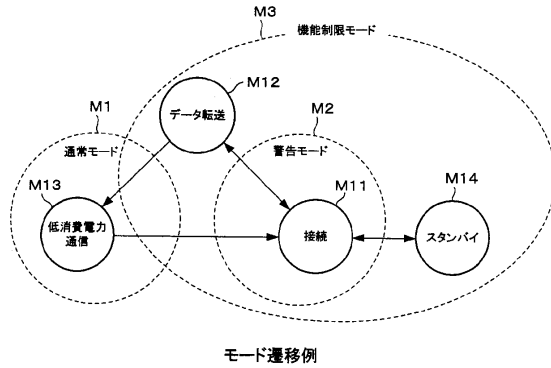 M3
機能制限モード
M12
データ転送
M1
通常モード
M2
警告モード
M13
低消費電力
通信
M11
接続
M14
スタンバイ
モード遷移例